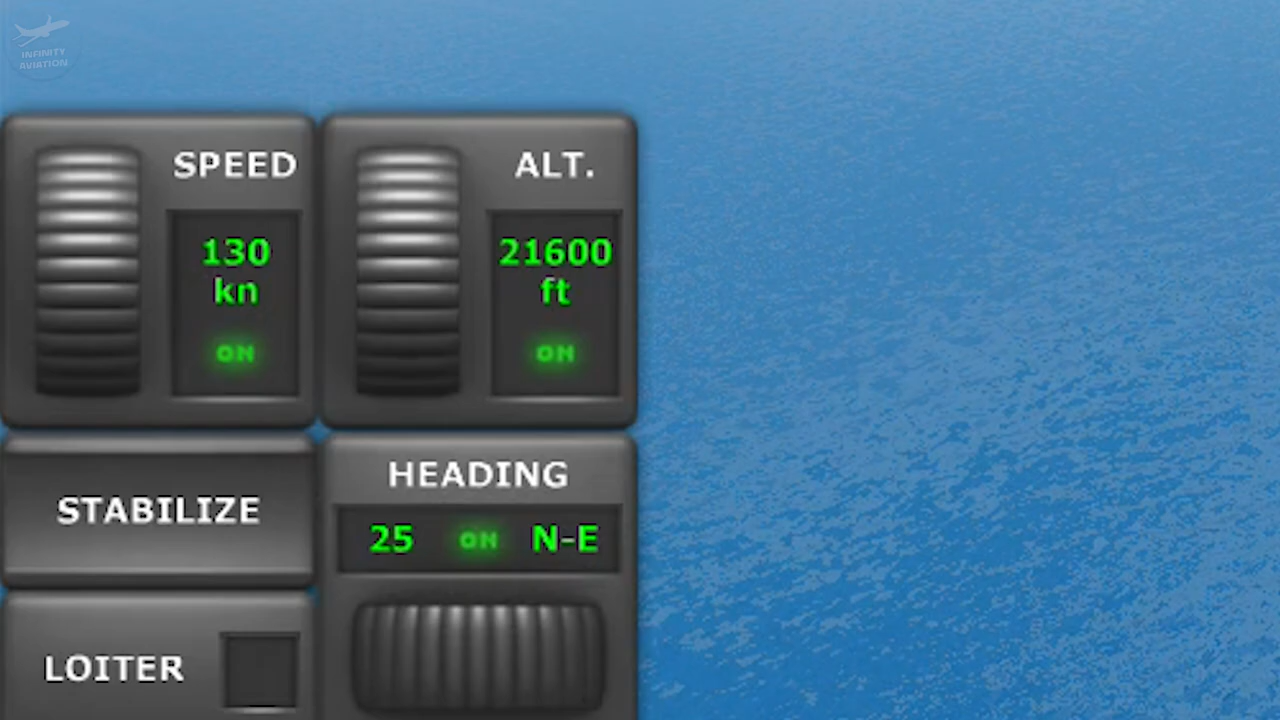 INFINITY
AVIATION
SPEED
130
kn
ON
ALT.
21600
ft
ON
STABILIZE
HEADING
25 ON N-E
LOITER